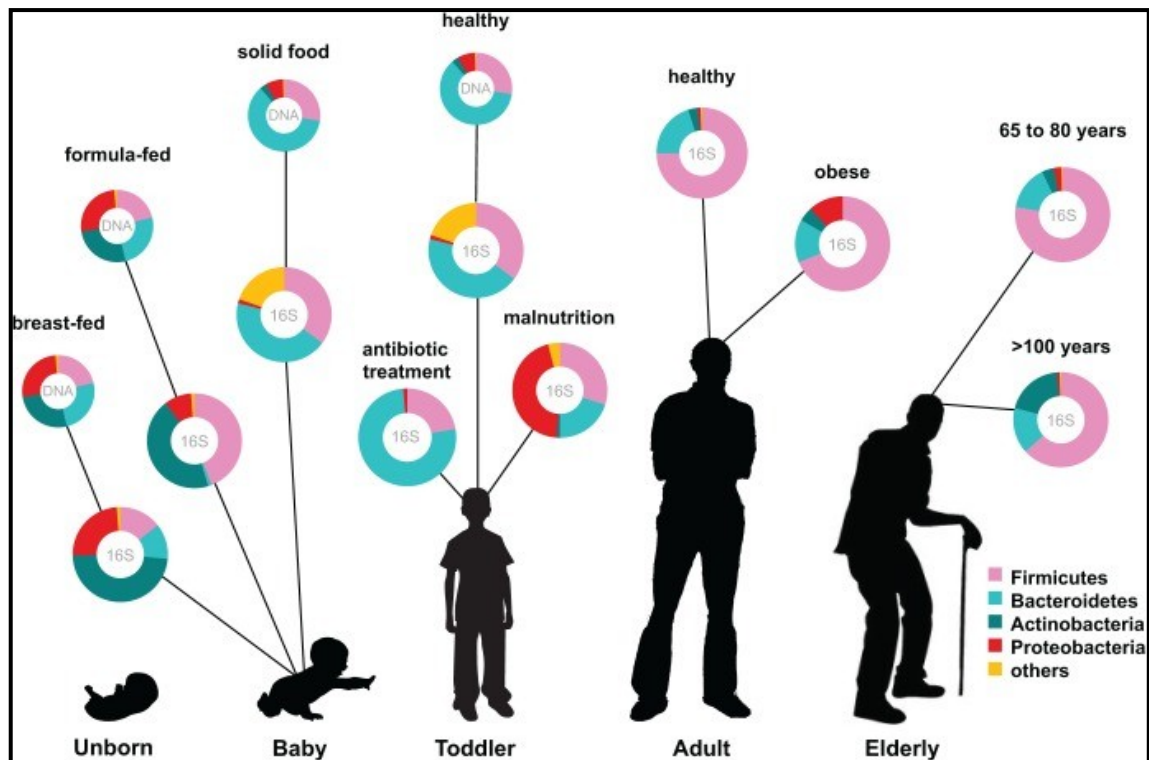 healthy
DNA
solid food
DNA
healthy
16S
65 to 80 years
16S
formula-fed
DNA
obese
16S
16S
16S
breast-fed
DNA
16S
antibiotic
treatment
16S
malnutrition
16S
>100 years
16S
16S
Firmicutes
Bacteroidetes
Actinobacteria
Proteobacteria
others
Unborn
Baby
Toddler
Adult
Elderly